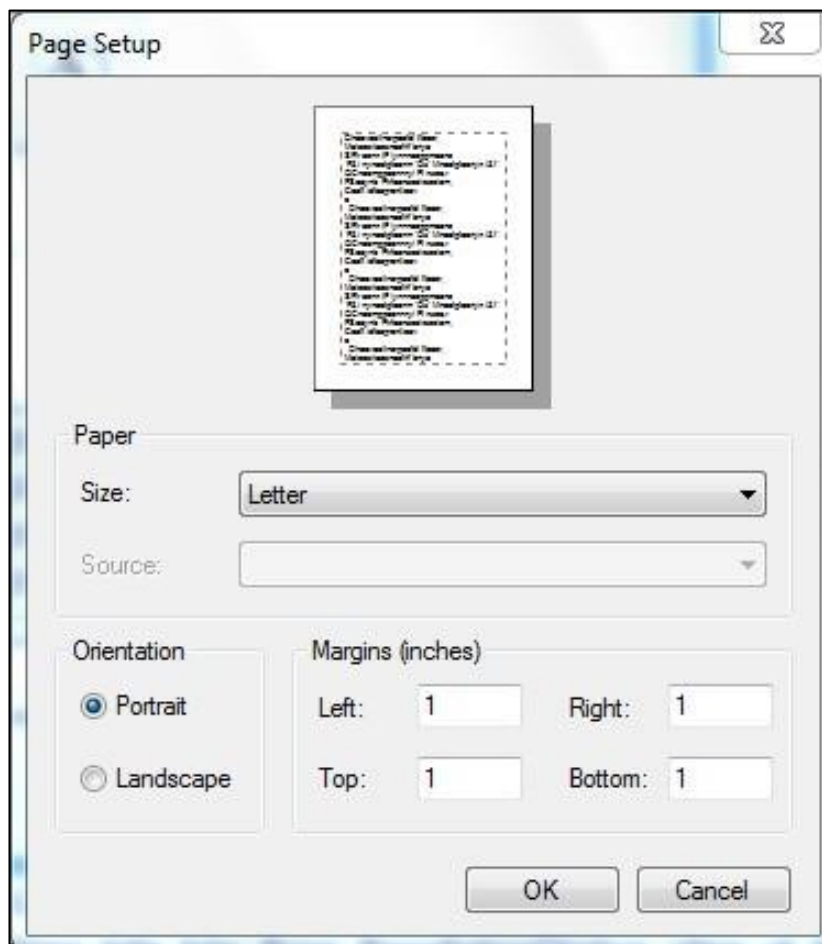 Page Setup
Paper
Size: Letter
Source:
Orientation
Portrait
Landscape
Margins (inches)
Left: 1 Right: 1
Top: 1 Bottom: 1
OK Cancel